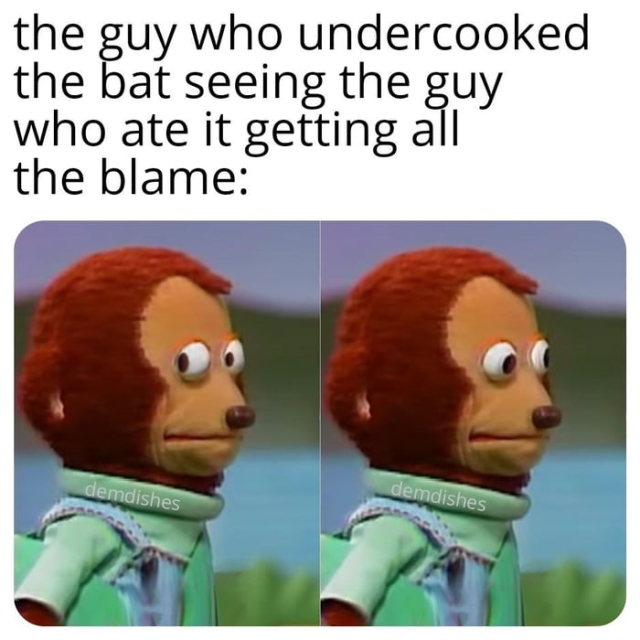 the guy who undercooked
the bat seeing the guy
who ate it getting all
the blame:
demdishes
demdishes